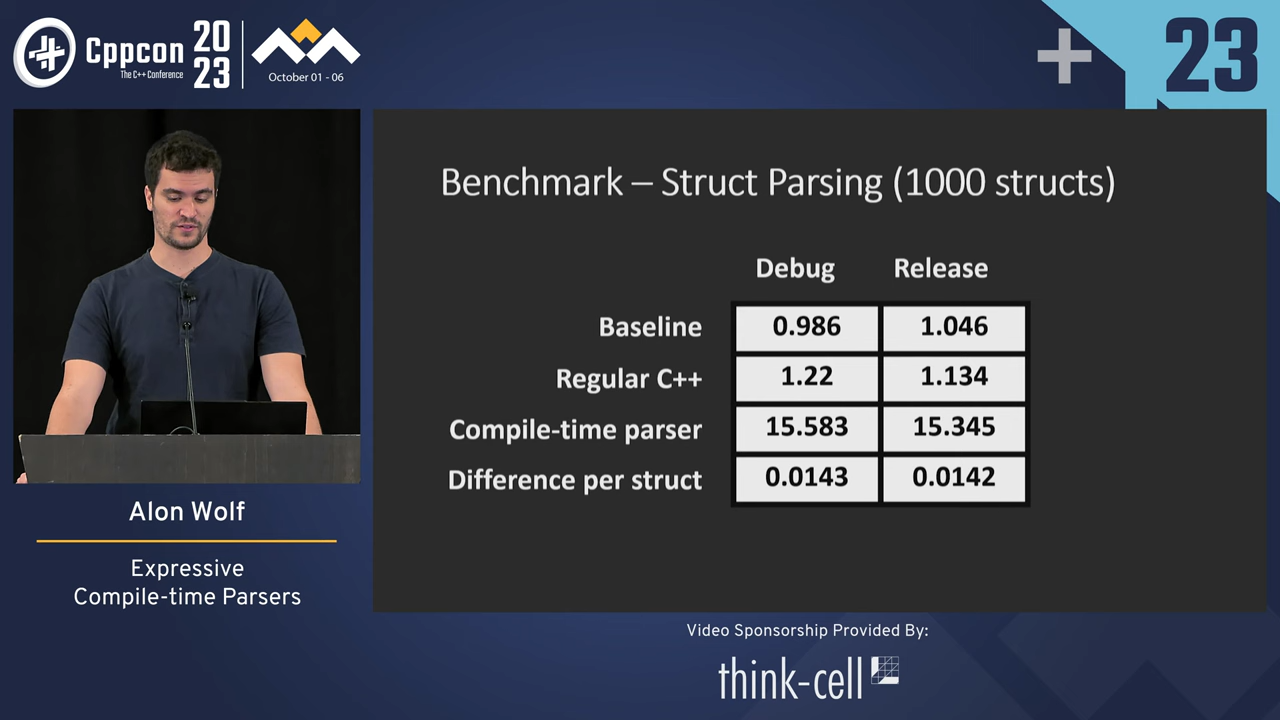 Cppcon
The C++ Conference
20
23
October 01 - 06
23
Benchmark – Struct Parsing (1000 structs)
Debug Release
Baseline 0.986 1.046
Regular C++ 1.22 1.134
Compile-time parser 15.583 15.345
Difference per struct 0.0143 0.0142
Alon Wolf
Expressive
Compile-time Parsers
Video Sponsorship Provided By:
think-cell